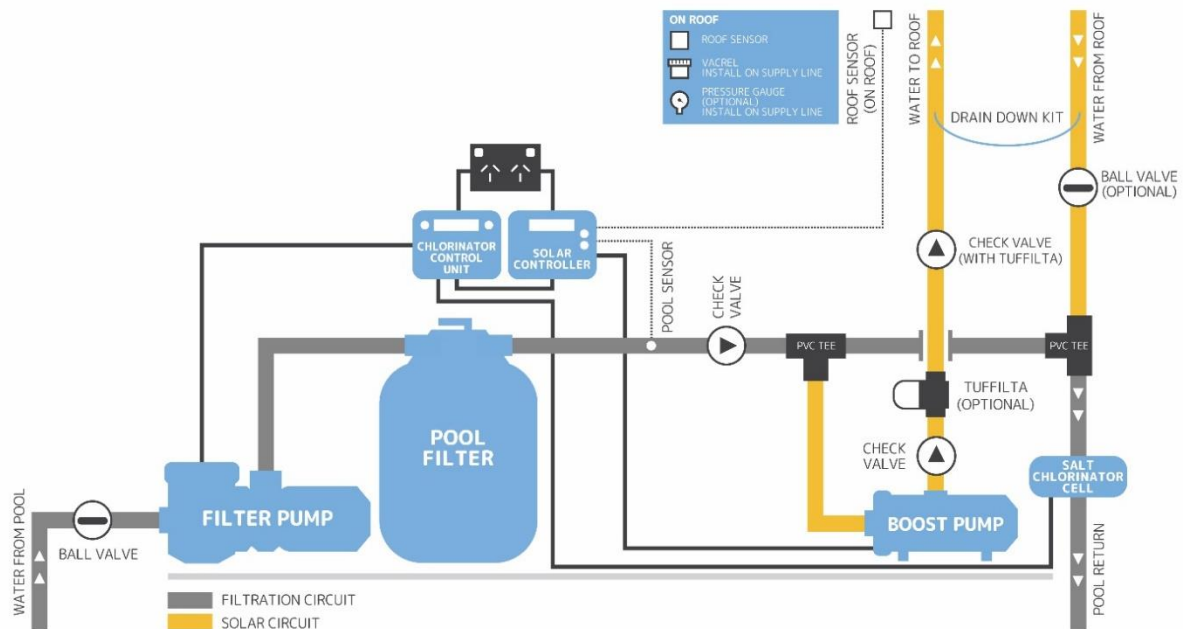 ON ROOF
ROOF SENSOR
VACREL
INSTALL ON SUPPLY LINE
PRESSURE GAUGE
(OPTIONAL)
INSTALL ON SUPPLY LINE
ROOF SENSOR
(ON ROOF)
WATER TO ROOF
WATER FROM ROOF
DRAIN DOWN KIT
BALL VALVE
(OPTIONAL)
CHECK VALVE
(WITH TUFFILTA)
CHLORINATOR
CONTROL
UNIT
SOLAR
CONTROLLER
POOL SENSOR
CHECK
VALVE
PVC TEE
PVC TEE
TUFFILTA
(OPTIONAL)
POOL
FILTER
CHECK
VALVE
SALT
CHLORINATOR
CELL
FILTER PUMP
BOOST PUMP
BALL VALVE
WATER FROM POOL
POOL RETURN
FILTRATION CIRCUIT
SOLAR CIRCUIT